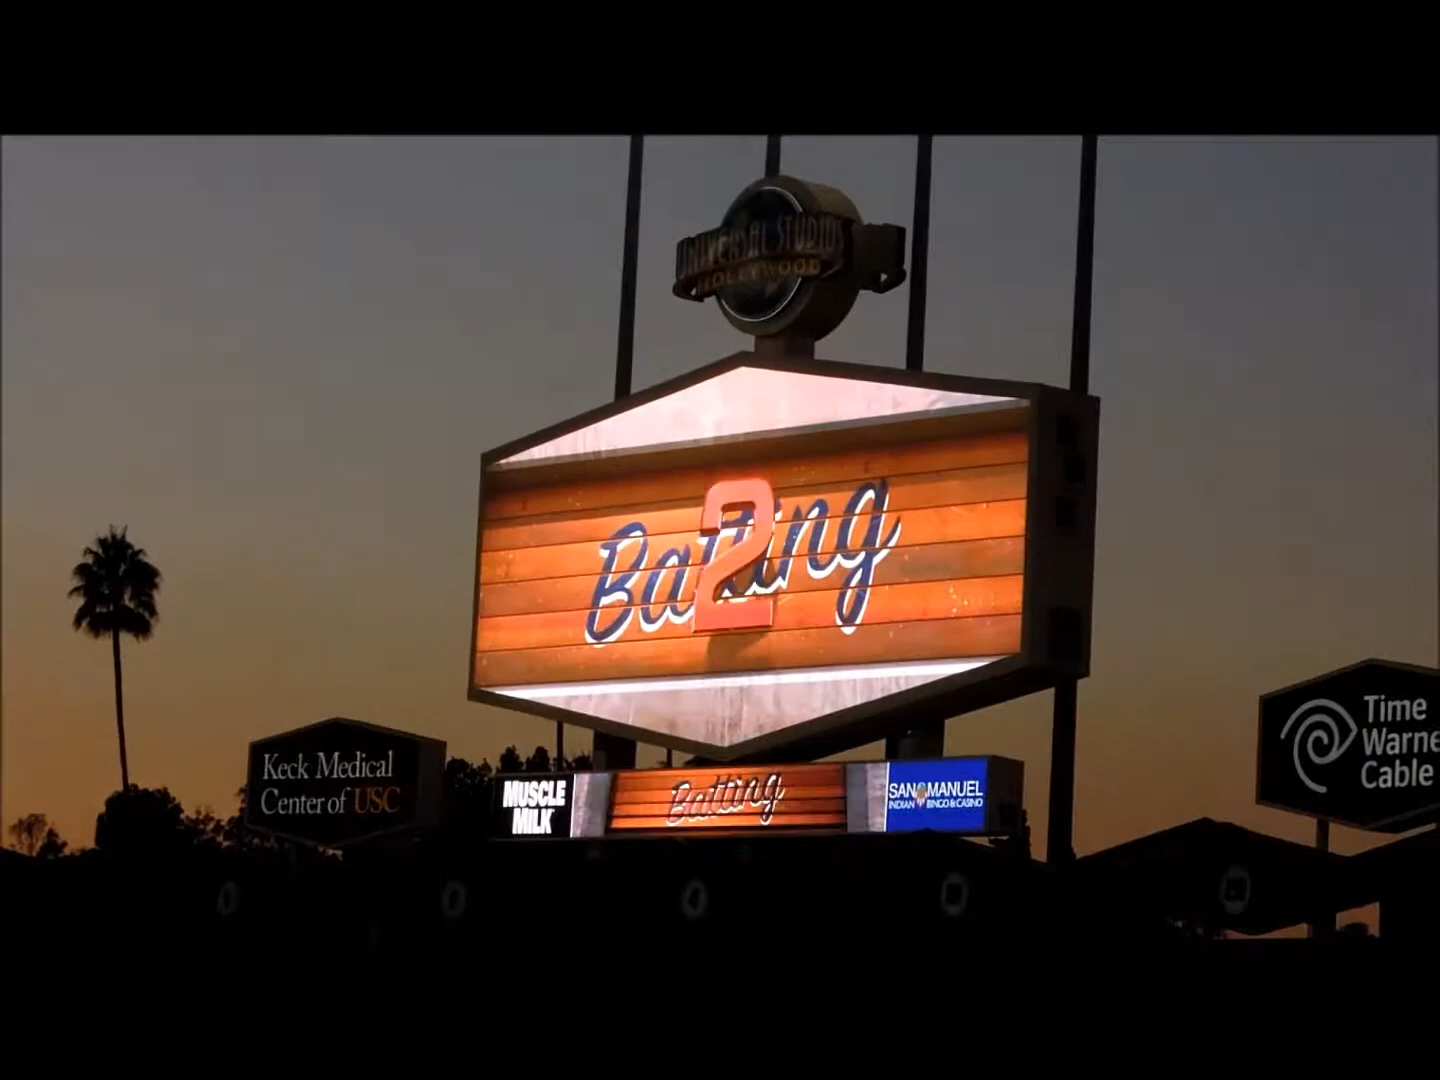 UNIVERSAL STUDIOS
HOLLYWOOD
Batting
2
Keck Medical
Center of USC
MUSCLE
MILK
Batting
SAN MANUEL
INDIAN BINGO & CASINO
Time
Warne
Cable